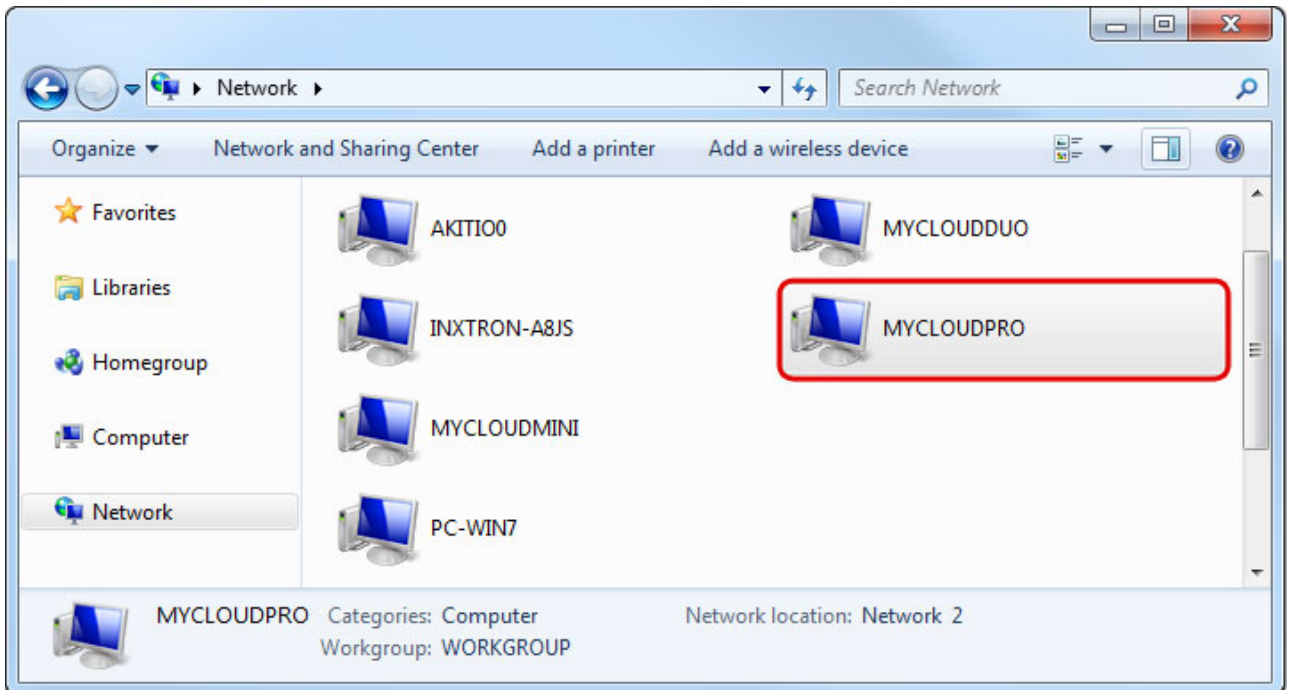 Network
Search Network
Organize Network and Sharing Center Add a printer Add a wireless device
Favorites
Libraries
Homegroup
Computer
Network
AKITIO0
INXTRON-A8JS
MYCLOUDMINI
PC-WIN7
MYCLOUDDUO
MYCLOUDPRO
MYCLOUDPRO Categories: Computer Network location: Network 2
Workgroup: WORKGROUP